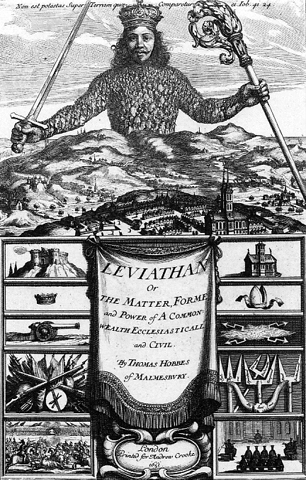 Non est potestas Super Terram quae Comparetur ei Iob. 41. 24
LEVIATHAN
Or
THE MATTER, FORME
and POWER of A COMMON-
WEALTH ECCLESIASTICALL
and CIVIL.
By THOMAS HOBBES
of MALMESBURY.
London
Printed for Andrew Crooke
1651